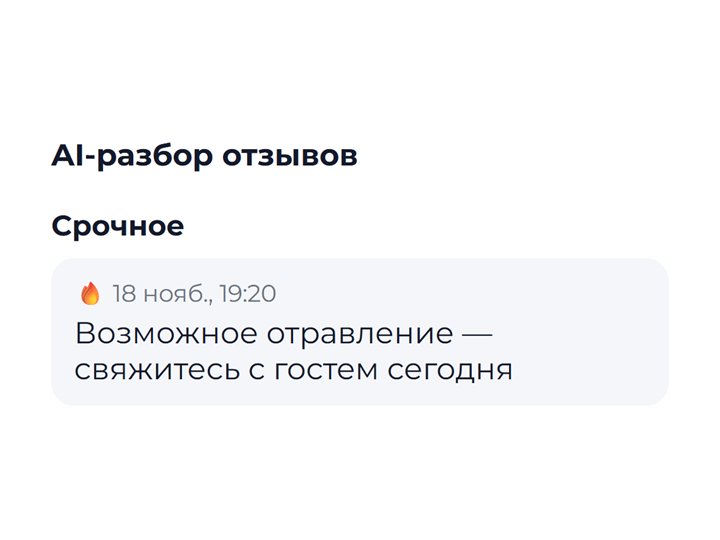 AI-разбор отзывов
Срочное
🔥 18 нояб., 19:20
Возможное отравление —
свяжитесь с гостем сегодня